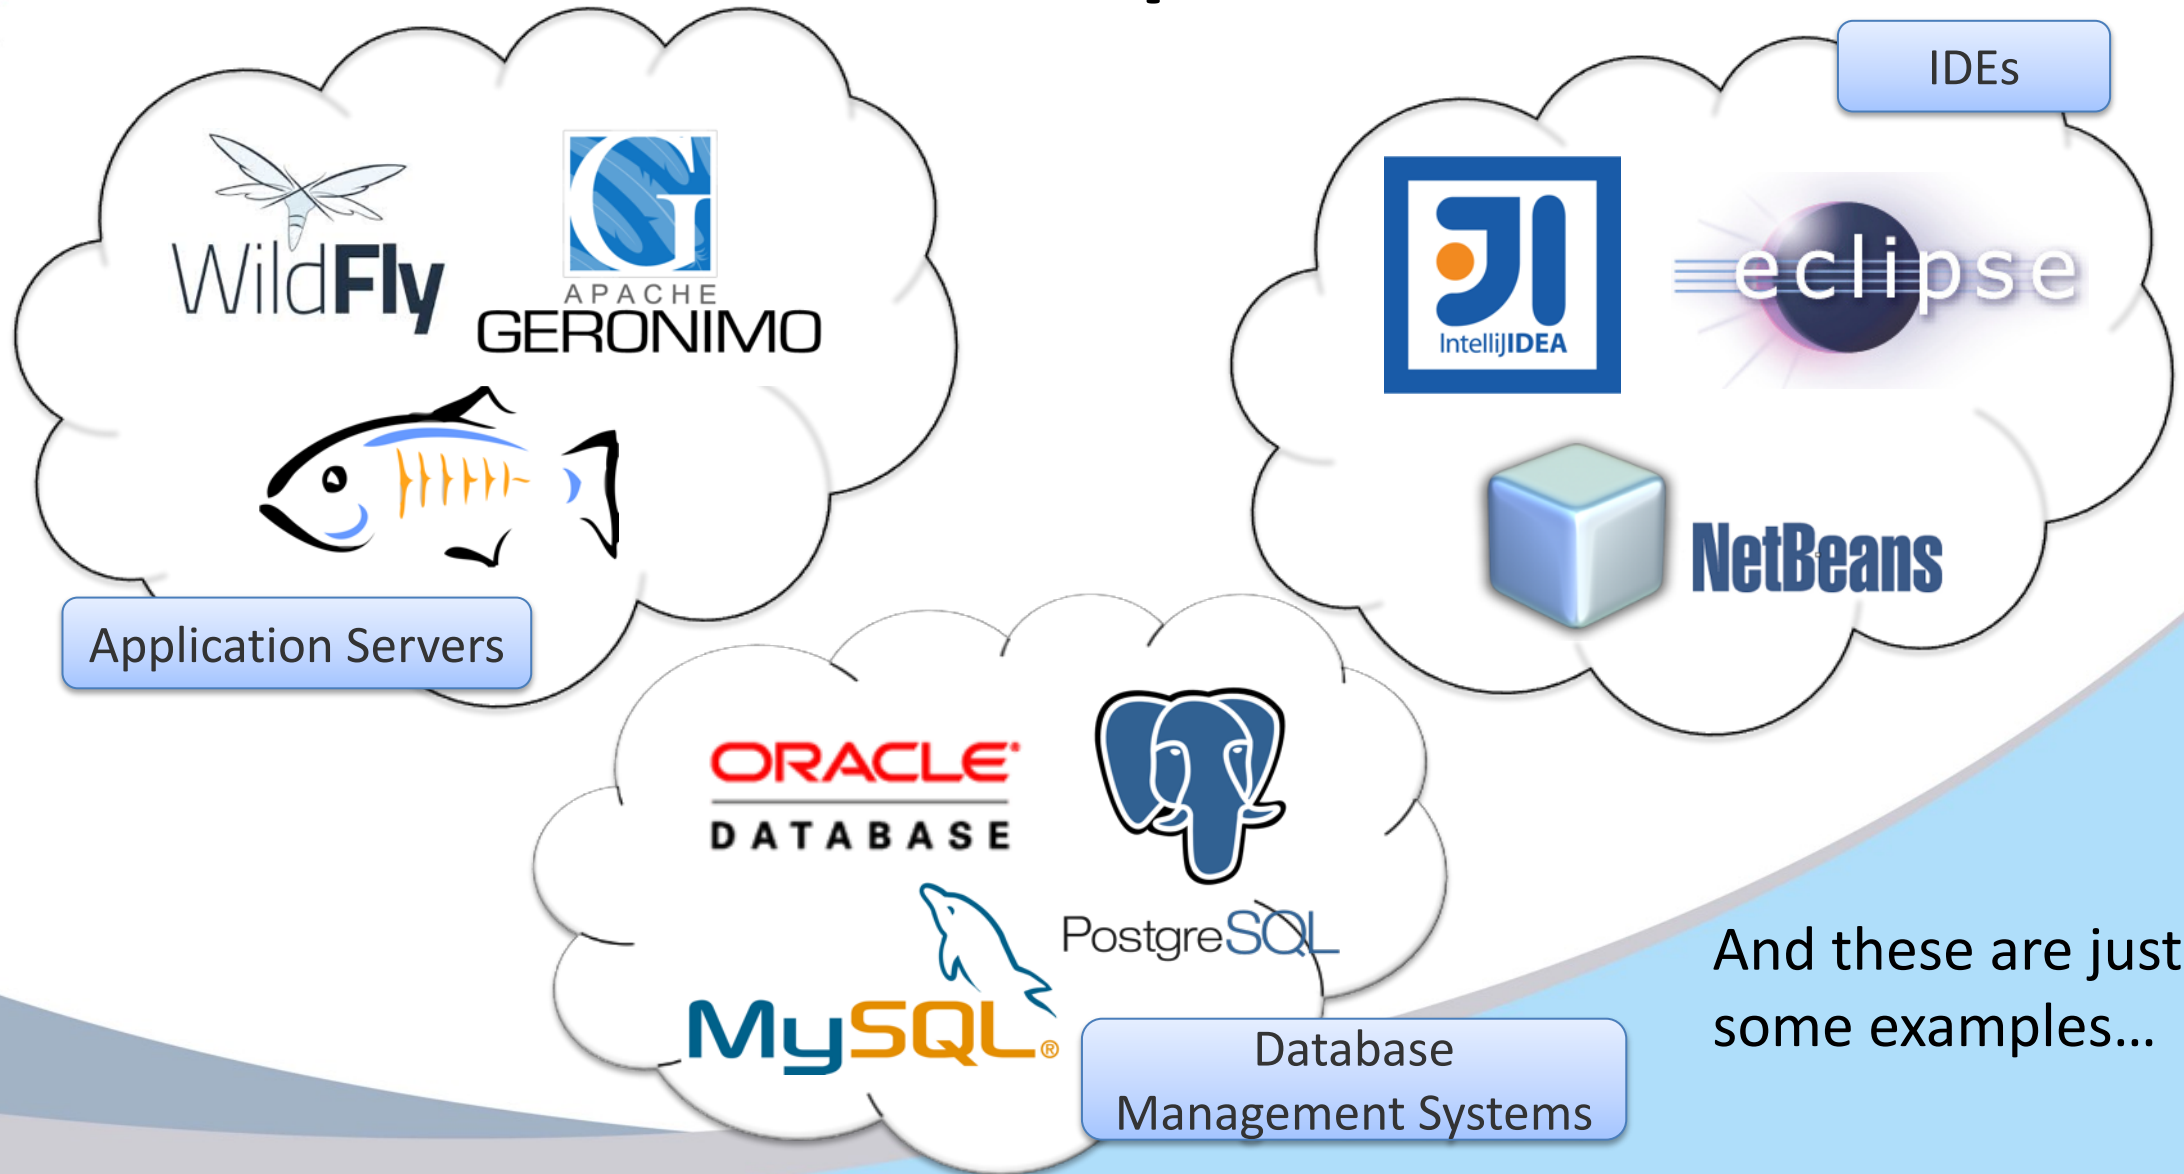 IDEs
WildFly
APACHE
GERONIMO
IntelliJIDEA
eclipse
NetBeans
Application Servers
ORACLE
DATABASE
PostgreSQL
MySQL®
Database
Management Systems
And these are just
some examples...